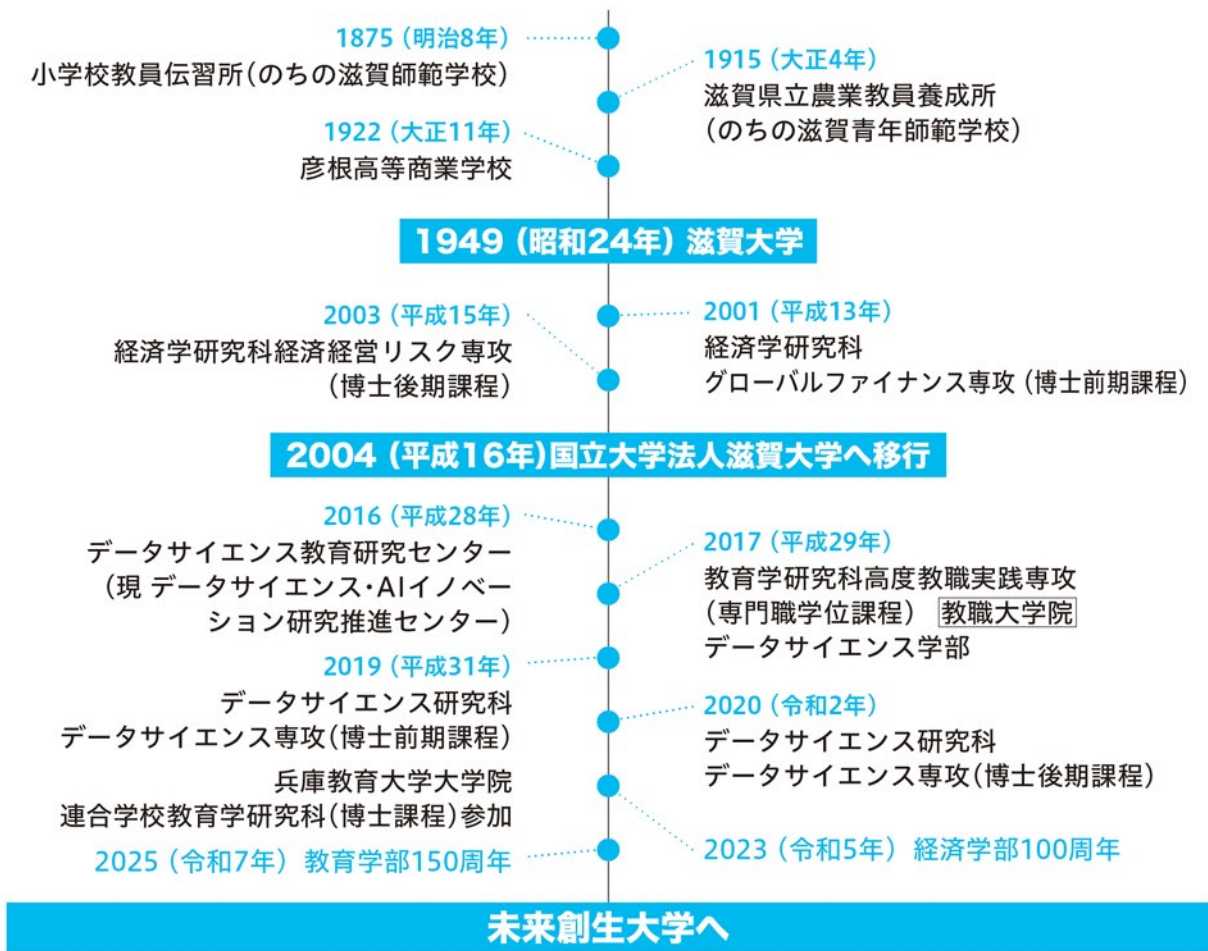 1875（明治8年）
小学校教員伝習所（のちの滋賀師範学校）
1915（大正4年）
滋賀県立農業教員養成所
（のちの滋賀青年師範学校）
1922（大正11年）
彦根高等商業学校
1949（昭和24年）滋賀大学
2001（平成13年）
経済学研究科
グローバルファイナンス専攻（博士前期課程）
2003（平成15年）
経済学研究科経済経営リスク専攻
（博士後期課程）
2004（平成16年）国立大学法人滋賀大学へ移行
2016（平成28年）
データサイエンス教育研究センター
（現 データサイエンス・AIイノベー
ション研究推進センター）
2017（平成29年）
教育学研究科高度教職実践専攻
（専門職学位課程） 教職大学院
データサイエンス学部
2019（平成31年）
データサイエンス研究科
データサイエンス専攻（博士前期課程）
兵庫教育大学大学院
連合学校教育学研究科（博士課程）参加
2020（令和2年）
データサイエンス研究科
データサイエンス専攻（博士後期課程）
2023（令和5年） 経済学部100周年
2025（令和7年） 教育学部150周年
未来創生大学へ